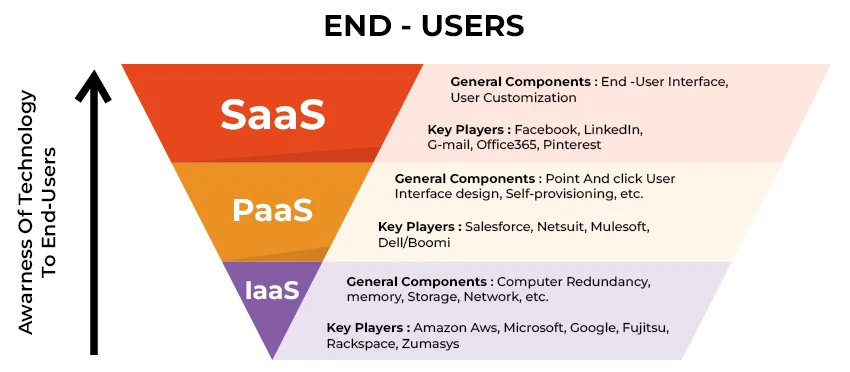 END - USERS
Awarness Of Technology
To End-Users
SaaS
General Components : End -User Interface,
User Customization
Key Players : Facebook, LinkedIn,
G-mail, Office365, Pinterest
PaaS
General Components : Point And click User
Interface design, Self-provisioning, etc.
Key Players : Salesforce, Netsuit, Mulesoft,
Dell/Boomi
IaaS
General Components : Computer Redundancy,
memory, Storage, Network, etc.
Key Players : Amazon Aws, Microsoft, Google, Fujitsu,
Rackspace, Zumasys